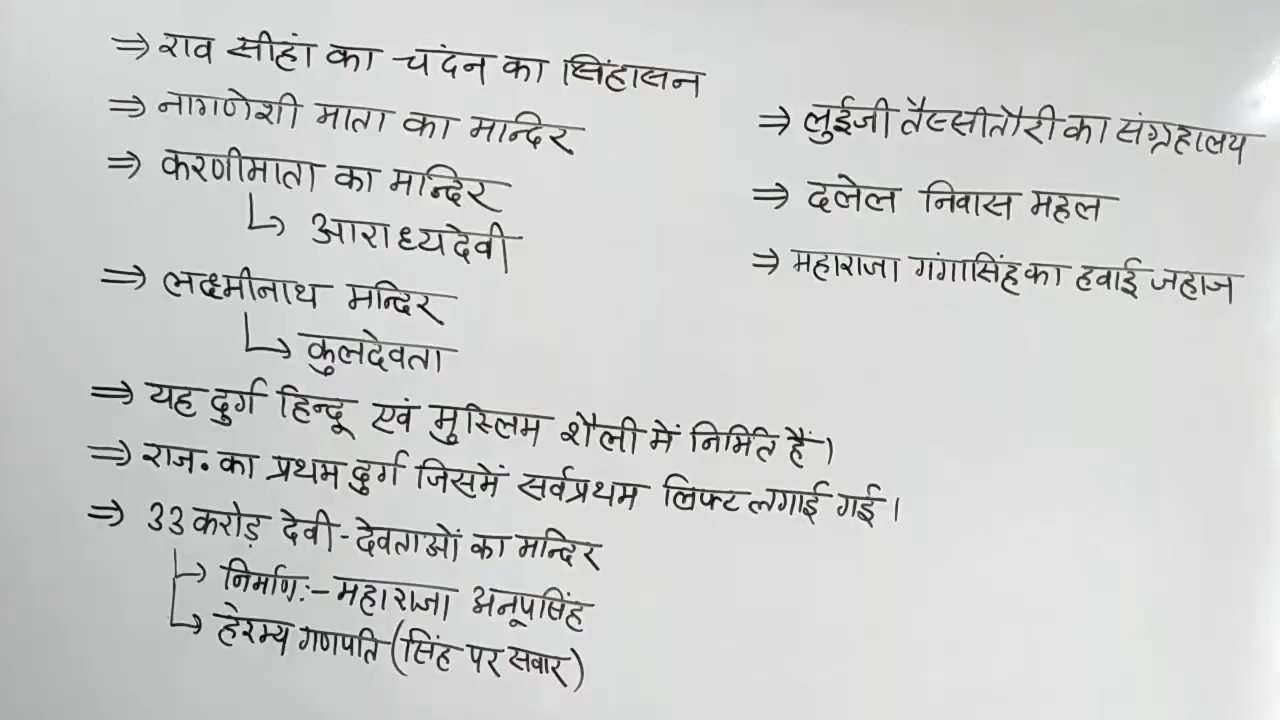 ⇒ राव सीहां का चंदन का सिंहासन
⇒ नागणेशी माता का मन्दिर
⇒ करणीमाता का मन्दिर
↳ आराध्यदेवी
⇒ लक्ष्मीनाथ मन्दिर
↳ कुलदेवता
⇒ यह दुर्ग हिन्दू एवं मुस्लिम शैली में निर्मित हैं।
⇒ राज. का प्रथम दुर्ग जिसमें सर्वप्रथम लिफ्ट लगाई गई।
⇒ 33 करोड़ देवी-देवताओं का मन्दिर
↳ निर्माण:- महाराजा अनूपसिंह
↳ हेरम्य गणपति (सिंह पर सवार)
⇒ लुईजी तैस्सीतौरी का संग्रहालय
⇒ दलेल निवास महल
⇒ महाराजा गंगासिंह का हवाई जहाज